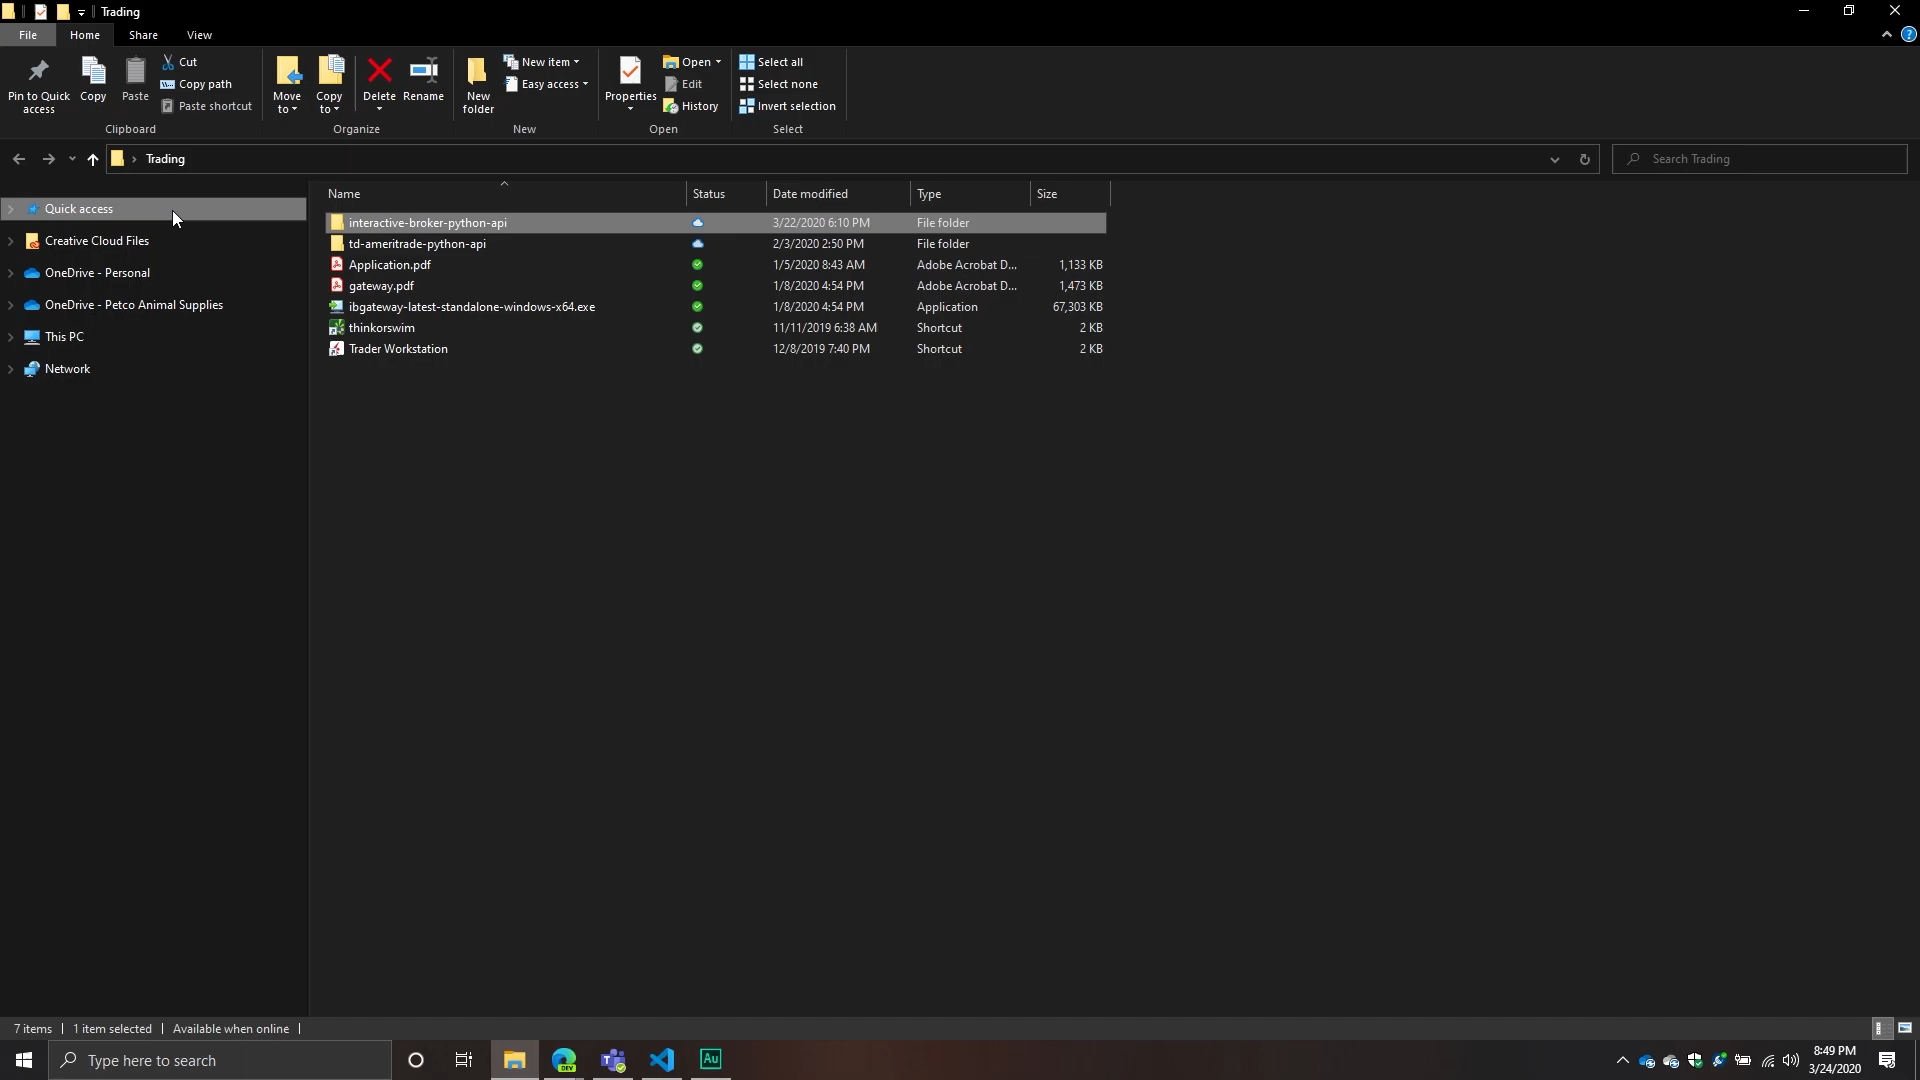 Trading
File Home Share View
Pin to Quick access
Copy
Paste
Cut
Copy path
Paste shortcut
Clipboard
Move to
Copy to
Delete
Rename
Organize
New folder
New item
Easy access
New
Properties
Open
Edit
History
Open
Select all
Select none
Invert selection
Select
Trading
Search Trading
Quick access
Creative Cloud Files
OneDrive - Personal
OneDrive - Petco Animal Supplies
This PC
Network
Name Status Date modified Type Size
interactive-broker-python-api 3/22/2020 6:10 PM File folder
td-ameritrade-python-api 2/3/2020 2:50 PM File folder
Application.pdf 1/5/2020 8:43 AM Adobe Acrobat D... 1,133 KB
gateway.pdf 1/8/2020 4:54 PM Adobe Acrobat D... 1,473 KB
ibgateway-latest-standalone-windows-x64.exe 1/8/2020 4:54 PM Application 67,303 KB
thinkorswim 11/11/2019 6:38 AM Shortcut 2 KB
Trader Workstation 12/8/2019 7:40 PM Shortcut 2 KB
7 items 1 item selected Available when online
Type here to search
DEV
Au
8:49 PM
3/24/2020